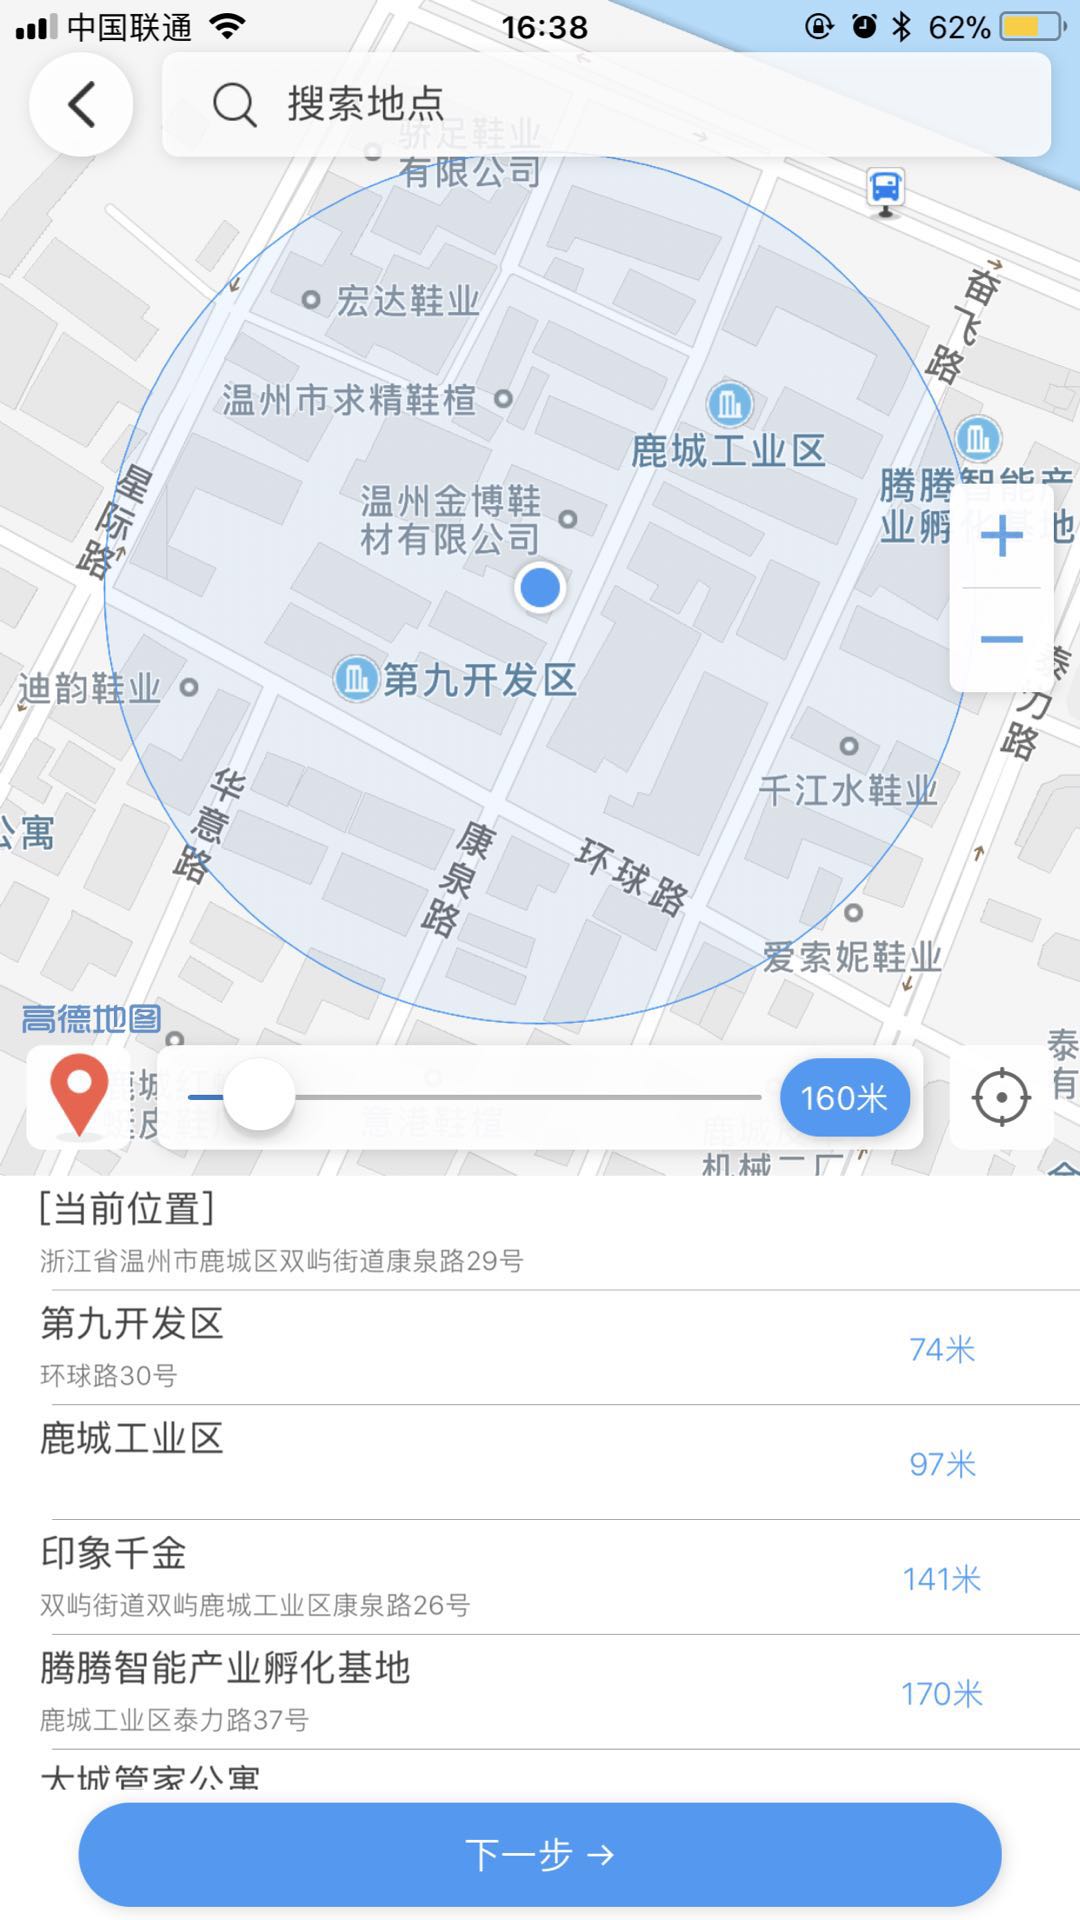 中国联通
16:38
62%
搜索地点
骄足鞋业
有限公司
宏达鞋业
奋飞路
温州市求精鞋楦
鹿城工业区
腾腾智能产
业孵化基地
星际路
温州金博鞋
材有限公司
第九开发区
迪韵鞋业
泰力路
千江水鞋业
华意路
公寓
康泉路
环球路
爱索妮鞋业
高德地图
泰
有
160米
机械二厂
[当前位置]
浙江省温州市鹿城区双屿街道康泉路29号
第九开发区
74米
环球路30号
鹿城工业区
97米
印象千金
141米
双屿街道双屿鹿城工业区康泉路26号
腾腾智能产业孵化基地
170米
鹿城工业区泰力路37号
大城管家公寓
下一步 →